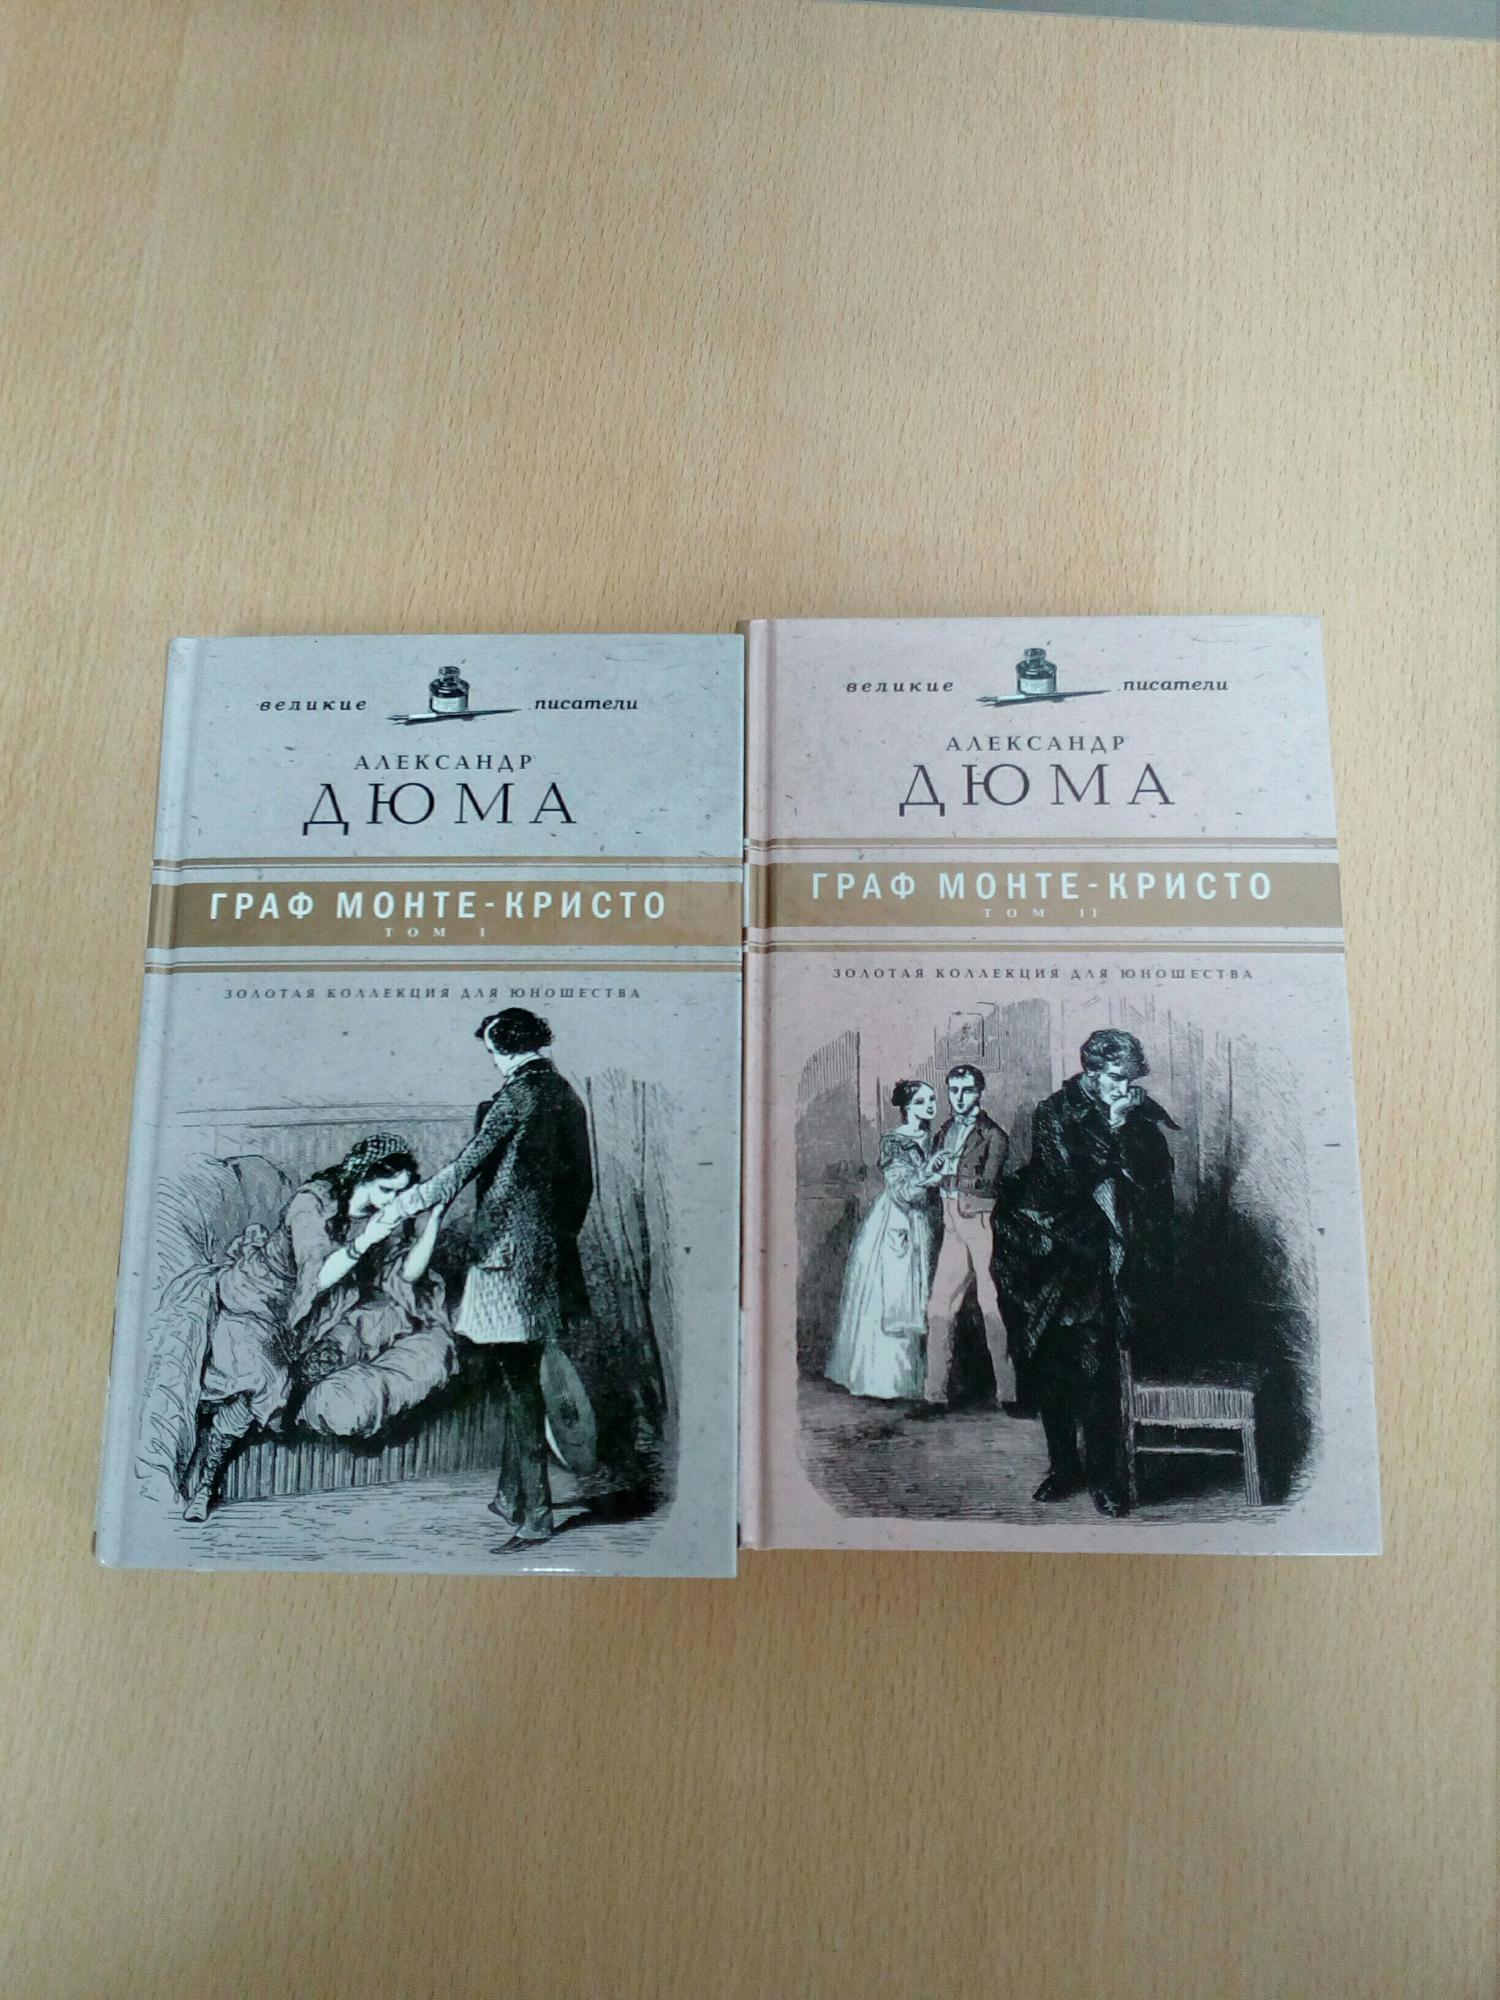 великие писатели
АЛЕКСАНДР
ДЮМА
ГРАФ МОНТЕ-КРИСТО
ТОМ I
ЗОЛОТАЯ КОЛЛЕКЦИЯ ДЛЯ ЮНОШЕСТВА
великие писатели
АЛЕКСАНДР
ДЮМА
ГРАФ МОНТЕ-КРИСТО
ТОМ II
ЗОЛОТАЯ КОЛЛЕКЦИЯ ДЛЯ ЮНОШЕСТВА